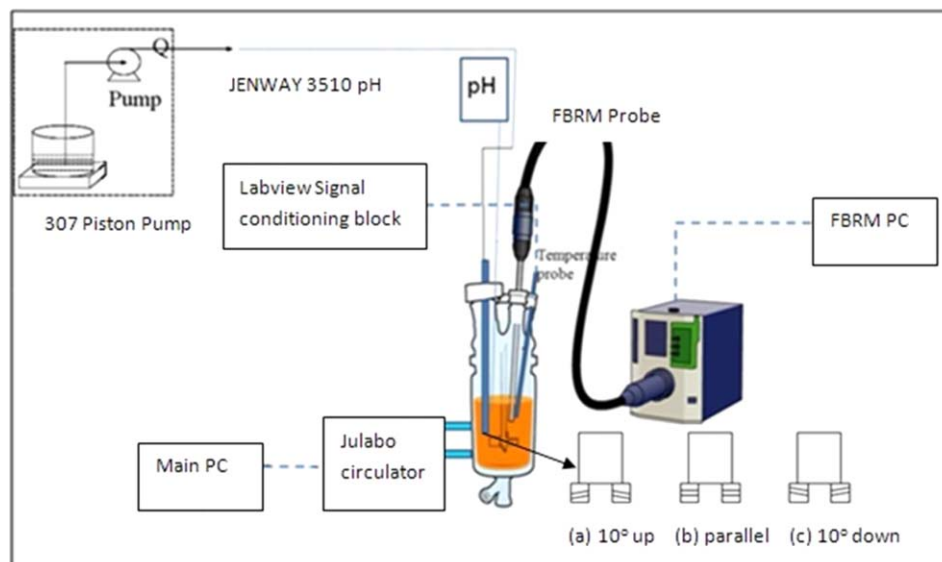 Q
Pump
307 Piston Pump
JENWAY 3510 pH
pH
FBRM Probe
Labview Signal
conditioning block
FBRM PC
Temperature
probe
Main PC
Julabo
circulator
(a) 10° up (b) parallel (c) 10° down